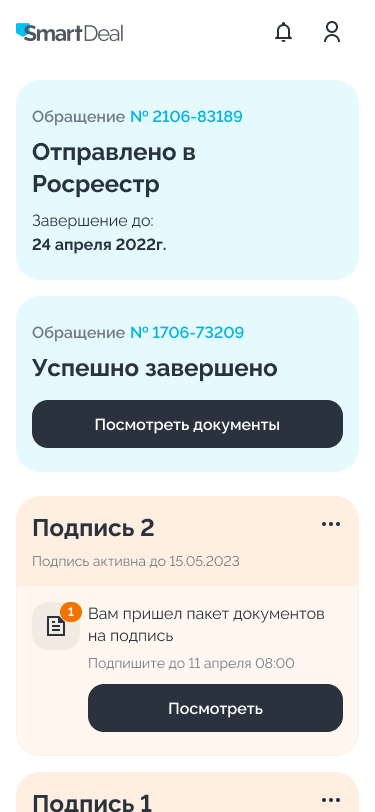 SmartDeal
Обращение № 2106-83189
Отправлено в
Росреестр
Завершение до:
24 апреля 2022г.
Обращение № 1706-73209
Успешно завершено
Посмотреть документы
Подпись 2
Подпись активна до 15.05.2023
1
Вам пришел пакет документов
на подпись
Подпишите до 11 апреля 08:00
Посмотреть
Подпись 1